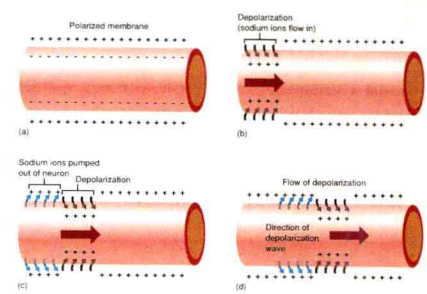 Polarized membrane
(a)
Depolarization
(sodium ions flow in)
(b)
Sodium ions pumped
out of neuron
Depolarization
(c)
Flow of depolarization
Direction of
depolarization
wave
(d)